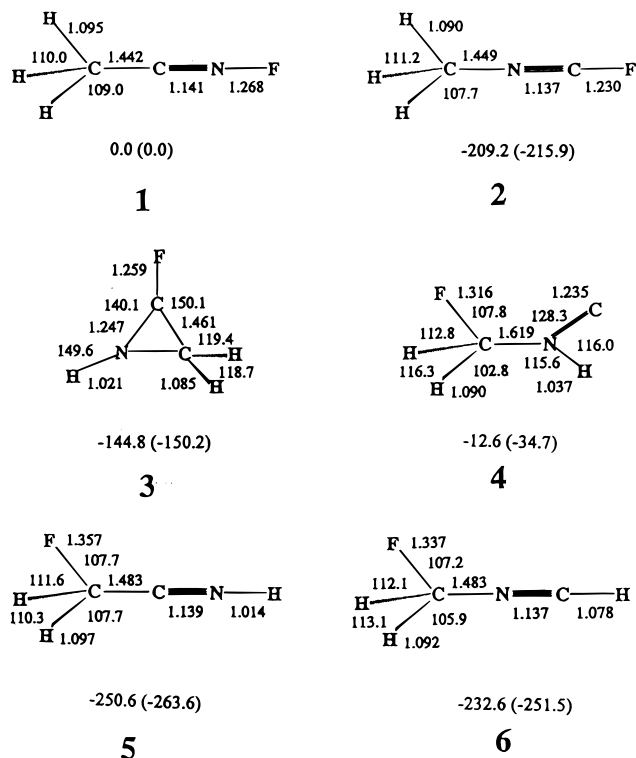 H 1.095
110.0 1.442
H C C N F
109.0 1.141 1.268
H
0.0 (0.0)
1
H 1.090
111.2 1.449
H C N C F
107.7 1.137 1.230
H
-209.2 (-215.9)
2
F
1.259
140.1 C 150.1
1.247 1.461
119.4
149.6 N C H
118.7
H 1.021 1.085 H
-144.8 (-150.2)
3
1.235
F 1.316 C
107.8 128.3
112.8 1.619
H C N 116.0
116.3 115.6
H 102.8 H
1.090 1.037
-12.6 (-34.7)
4
F 1.357
107.7
111.6 1.483
H C C N H
110.3 107.7 1.139 1.014
H 1.097
-250.6 (-263.6)
5
F 1.337
107.2
112.1 1.483
H C N C H
113.1 105.9 1.137 1.078
H 1.092
-232.6 (-251.5)
6